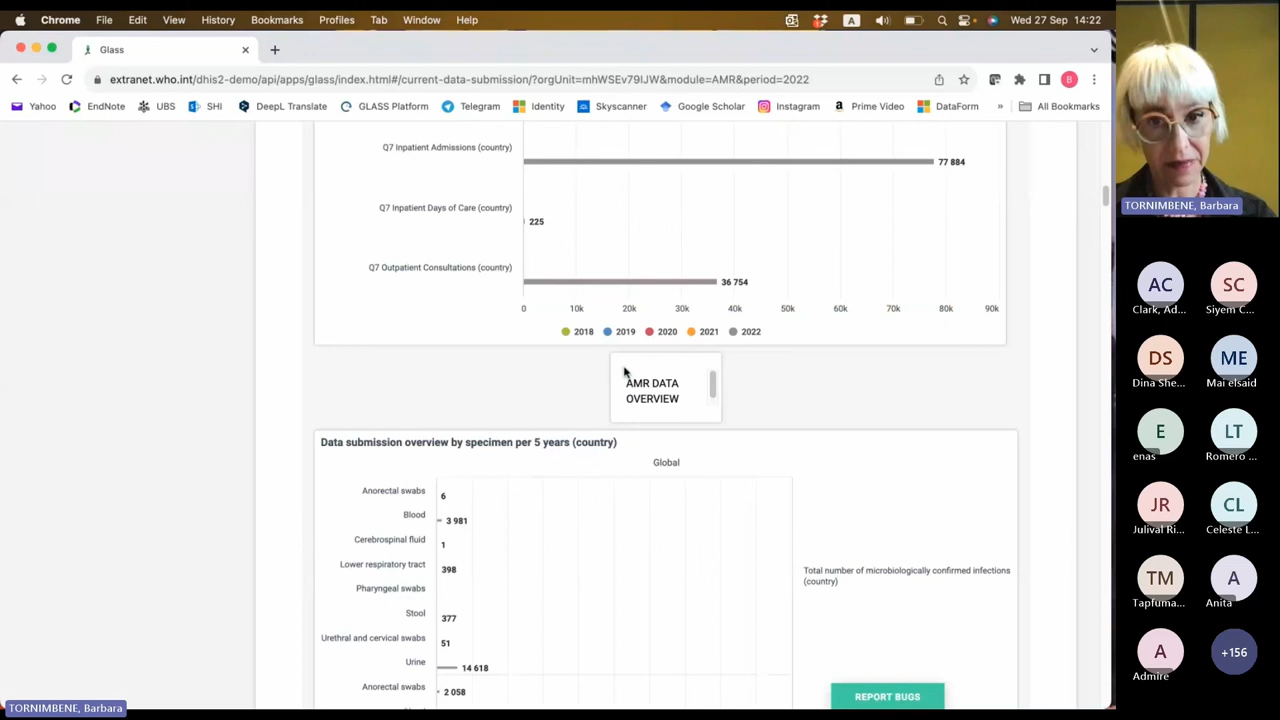 Chrome File Edit View History Bookmarks Profiles Tab Window Help A Wed 27 Sep 14:22
Glass
extranet.who.int/dhis2-demo/api/apps/glass/index.html#/current-data-submission/?orgUnit=mhWSEv79lJW&module=AMR&period=2022
B
Yahoo EndNote UBS SHI DeepL Translate GLASS Platform Telegram Identity Skyscanner Google Scholar Instagram Prime Video DataForm » All Bookmarks
Q7 Inpatient Admissions (country) 77 884
Q7 Inpatient Days of Care (country) 225
Q7 Outpatient Consultations (country) 36 754
0 10k 20k 30k 40k 50k 60k 70k 80k 90k
2018 2019 2020 2021 2022
AMR DATA
OVERVIEW
Data submission overview by specimen per 5 years (country)
Global
Anorectal swabs 6
Blood 3 981
Cerebrospinal fluid 1
Lower respiratory tract 398
Pharyngeal swabs
Stool 377
Urethral and cervical swabs 51
Urine 14 618
Anorectal swabs 2 058
Total number of microbiologically confirmed infections
(country)
REPORT BUGS
TORNIMBENE, Barbara
TORNIMBENE, Barbara
AC SC
Clark, Ad... Siyem C...
DS ME
Dina She... Mai elsaid
E LT
enas Romero ...
JR CL
Julival Ri... Celeste L...
TM A
Tapfuma... Anita
A +156
Admire